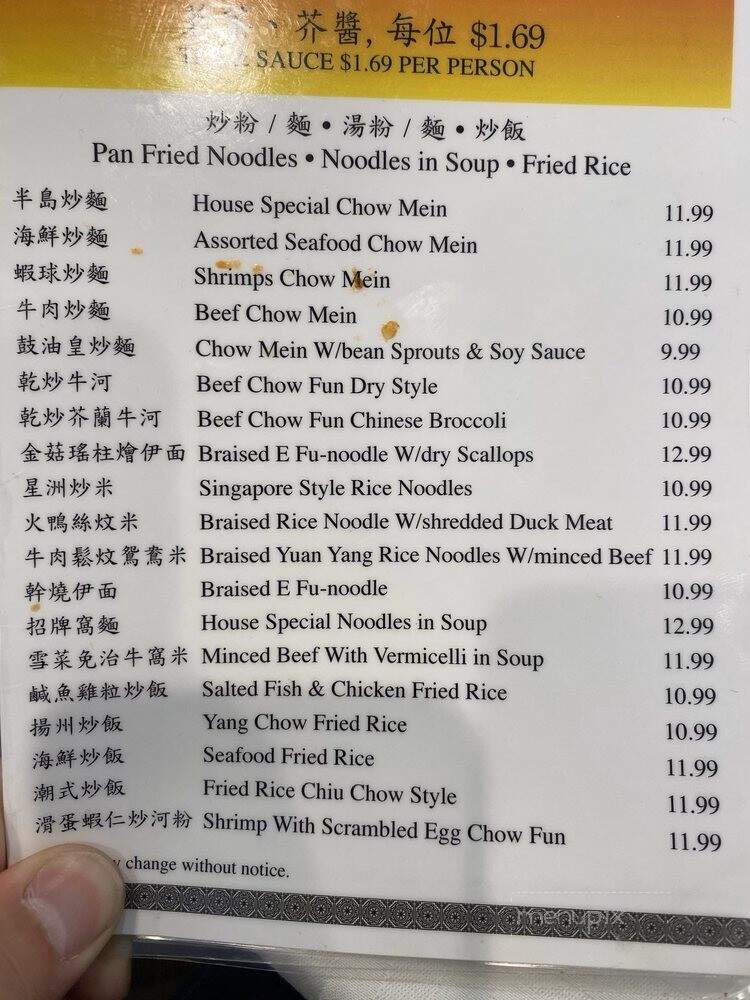 芥醬, 每位 $1.69
SAUCE $1.69 PER PERSON
炒粉 / 麵 • 湯粉 / 麵 • 炒飯
Pan Fried Noodles • Noodles in Soup • Fried Rice
半島炒麵 House Special Chow Mein 11.99
海鮮炒麵 Assorted Seafood Chow Mein 11.99
蝦球炒麵 Shrimps Chow Mein 11.99
牛肉炒麵 Beef Chow Mein 10.99
鼓油皇炒麵 Chow Mein W/bean Sprouts & Soy Sauce 9.99
乾炒牛河 Beef Chow Fun Dry Style 10.99
乾炒芥蘭牛河 Beef Chow Fun Chinese Broccoli 10.99
金菇瑤柱燴伊面 Braised E Fu-noodle W/dry Scallops 12.99
星洲炒米 Singapore Style Rice Noodles 10.99
火鴨絲炆米 Braised Rice Noodle W/shredded Duck Meat 11.99
牛肉鬆炆鴛鴦米 Braised Yuan Yang Rice Noodles W/minced Beef 11.99
幹燒伊面 Braised E Fu-noodle 10.99
招牌窩麵 House Special Noodles in Soup 12.99
雪菜免治牛窩米 Minced Beef With Vermicelli in Soup 11.99
鹹魚雞粒炒飯 Salted Fish & Chicken Fried Rice 10.99
揚州炒飯 Yang Chow Fried Rice 10.99
海鮮炒飯 Seafood Fried Rice 11.99
潮式炒飯 Fried Rice Chiu Chow Style 11.99
滑蛋蝦仁炒河粉 Shrimp With Scrambled Egg Chow Fun 11.99
change without notice.
menupix